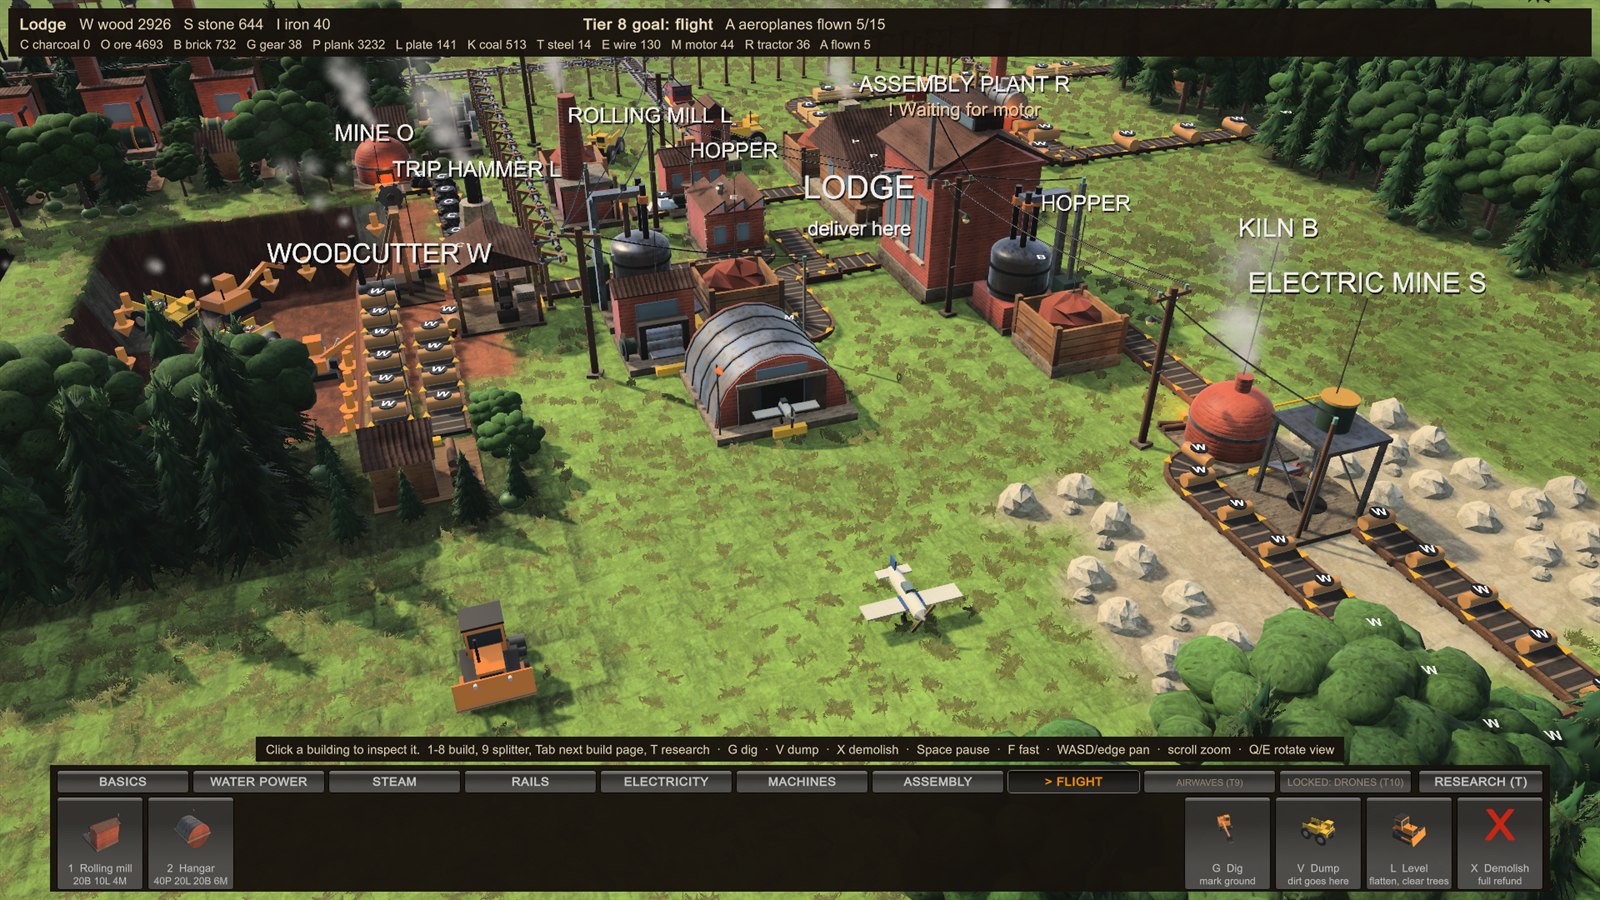 Lodge W wood 2926 S stone 644 I iron 40
Tier 8 goal: flight A aeroplanes flown 5/15
C charcoal 0 O ore 4693 B brick 732 G gear 38 P plank 3232 L plate 141 K coal 513 T steel 14 E wire 130 M motor 44 R tractor 36 A flown 5
ASSEMBLY PLANT R
! Waiting for motor
ROLLING MILL L
MINE O
HOPPER
TRIP HAMMER L
LODGE
deliver here
HOPPER
KILN B
WOODCUTTER W
ELECTRIC MINE S
Click a building to inspect it. 1-8 build, 9 splitter, Tab next build page, T research · G dig · V dump · X demolish · Space pause · F fast · WASD/edge pan · scroll zoom · Q/E rotate view
BASICS
WATER POWER
STEAM
RAILS
ELECTRICITY
MACHINES
ASSEMBLY
> FLIGHT
AIRWAYS (T9)
LOCKED: DRONES (T10)
RESEARCH (T)
1 Rolling mill
20B 10L 4M
2 Hangar
40P 20L 20B 6M
G Dig
mark ground
V Dump
dirt goes here
L Level
flatten, clear trees
X Demolish
full refund